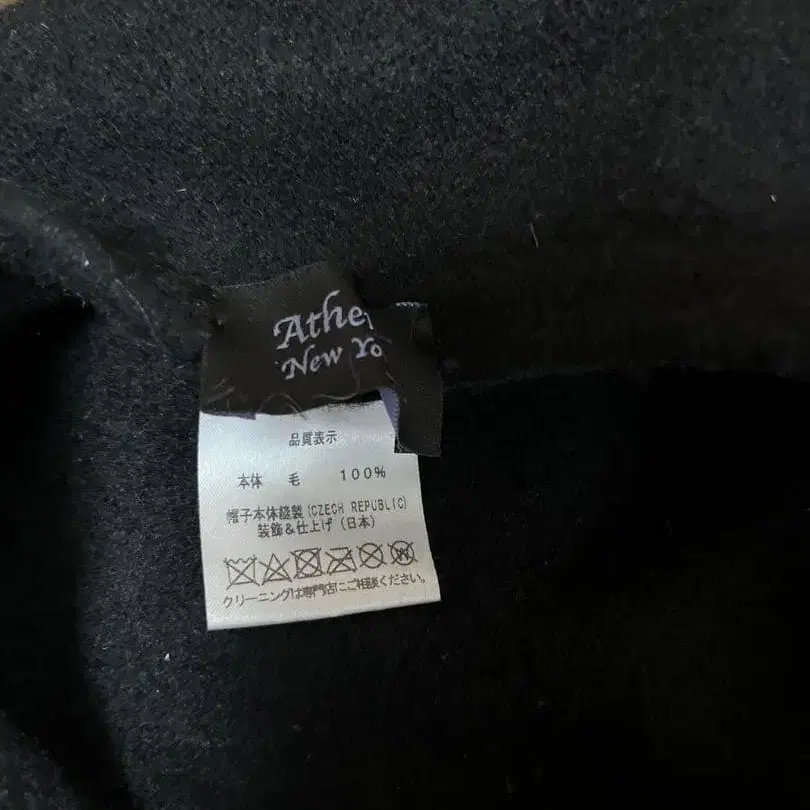 Athe
New Yo
品質表示
本体 毛 100%
帽子本体縫製(CZECH REPUBLIC)
装飾&仕上げ(日本)
クリーニングは専門店にご相談ください。